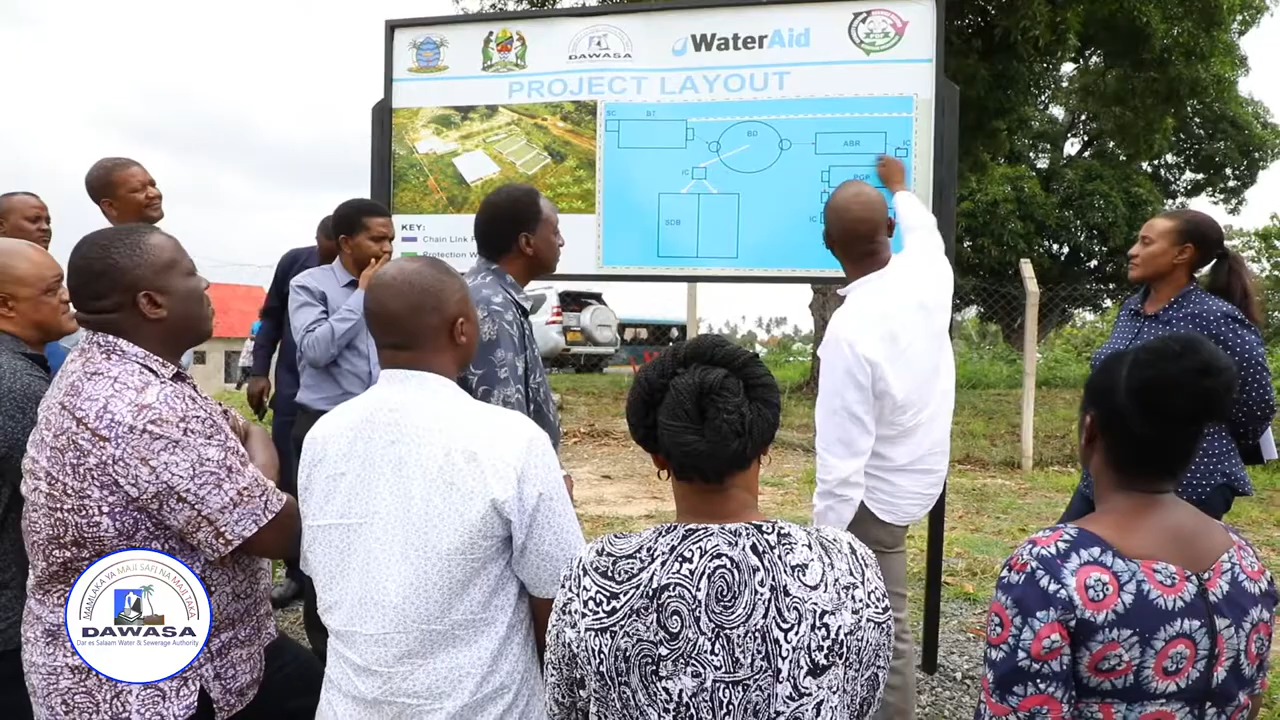 DAWASA
WaterAid
PROJECT LAYOUT
SC
BT
BD
ABR
IC
IC
PGP
SDB
IC
KEY:
Chain Link
Protection
MAMLAKA YA MAJI SAFI NA MAJI TAKA
DAWASA
Dar es Salaam Water & Sewerage Authority